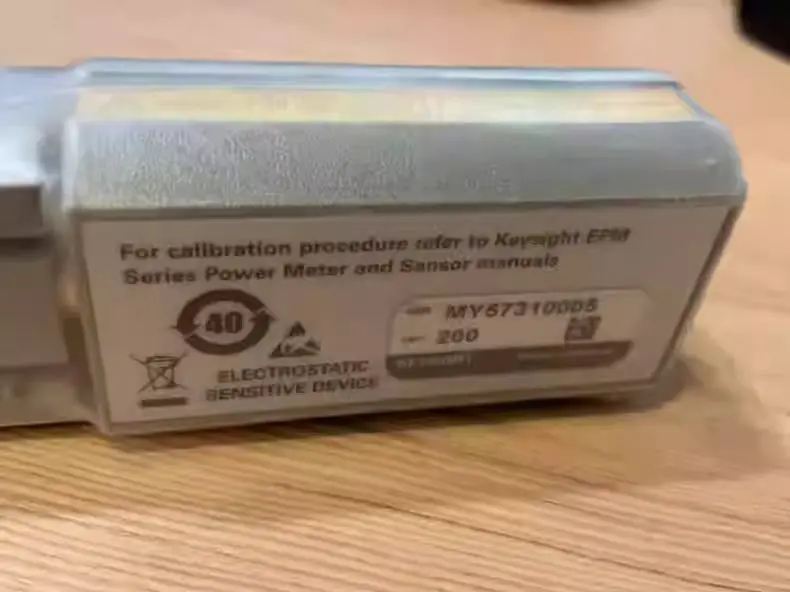 For calibration procedure refer to Keysight EPM
Series Power Meter and Sensor manuals
40
MY57310005
200
ELECTROSTATIC
SENSITIVE DEVICE
KEYSIGHT